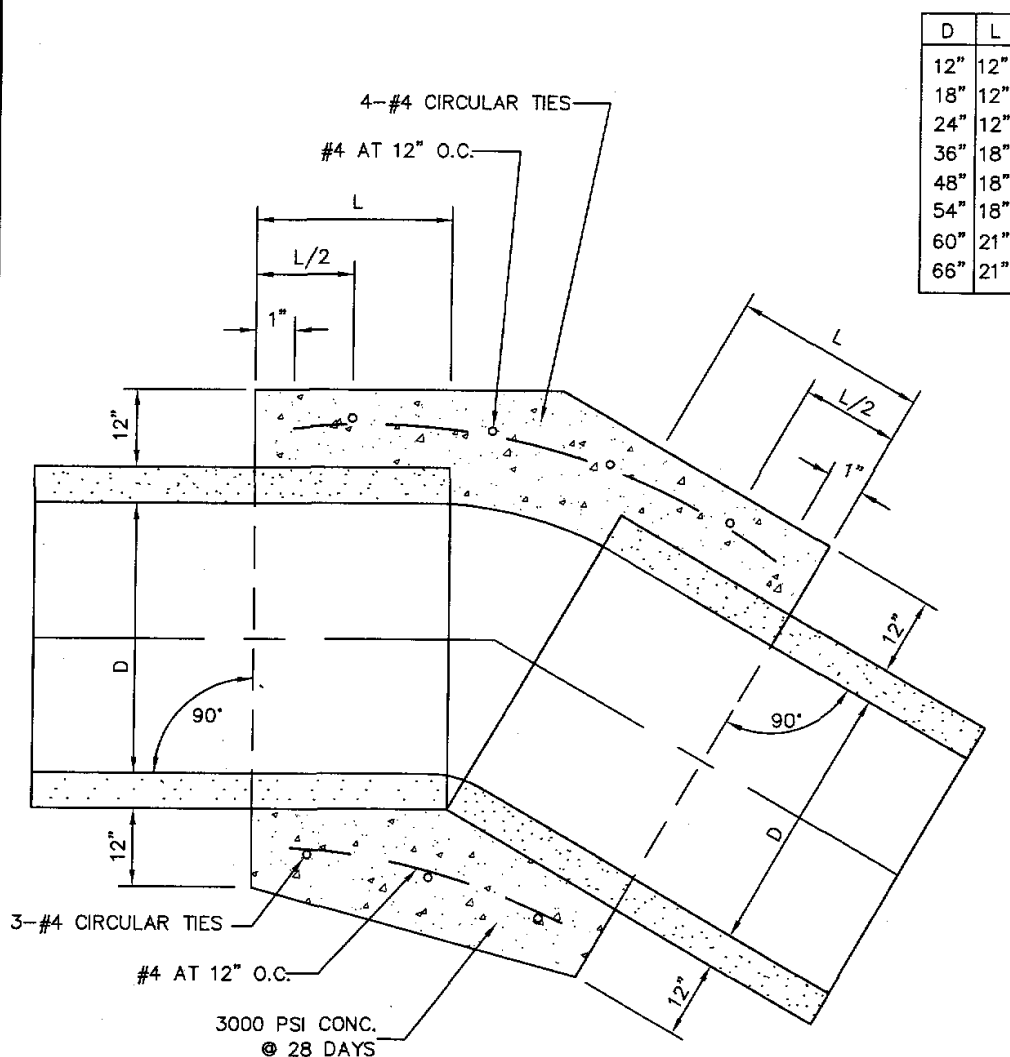 D L
12" 12"
18" 12"
24" 12"
36" 18"
48" 18"
54" 18"
60" 21"
66" 21"
4-#4 CIRCULAR TIES
#4 AT 12" O.C.
L
L/2
1"
L
L/2
1"
12"
12"
D
90°
90°
D
12"
12"
3-#4 CIRCULAR TIES
#4 AT 12" O.C.
3000 PSI CONC.
@ 28 DAYS